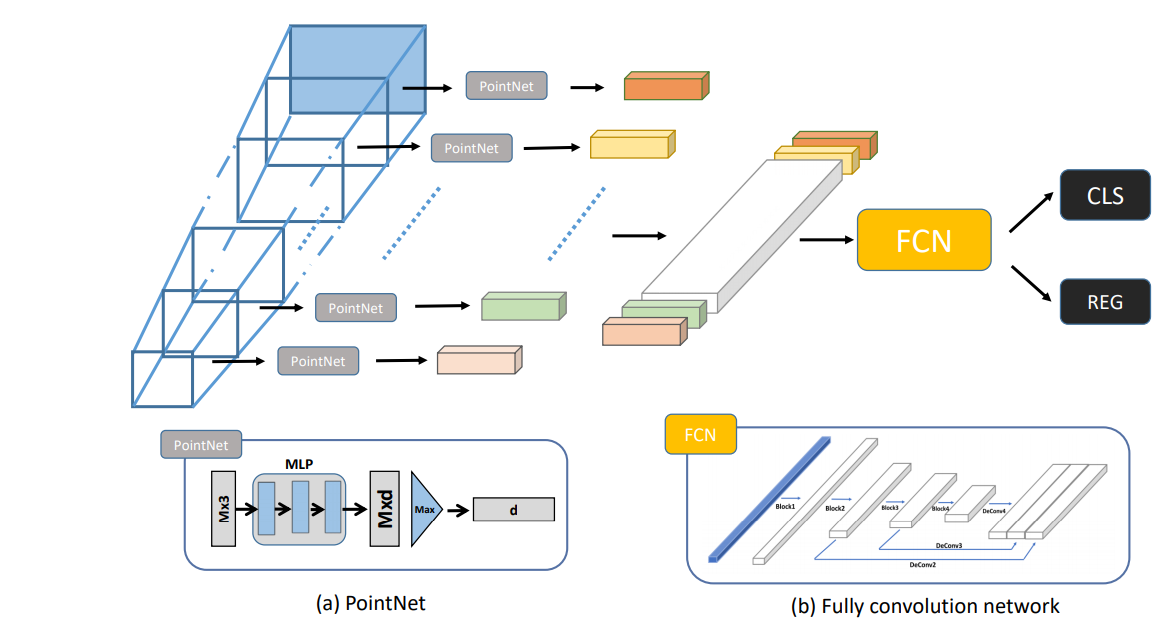 PointNet
PointNet
CLS
FCN
REG
PointNet
PointNet
PointNet
MLP
Mx3
Mxd
Max
d
(a) PointNet
FCN
Block1
Block2
Block3
Block4
DeConv4
DeConv3
DeConv2
(b) Fully convolution network